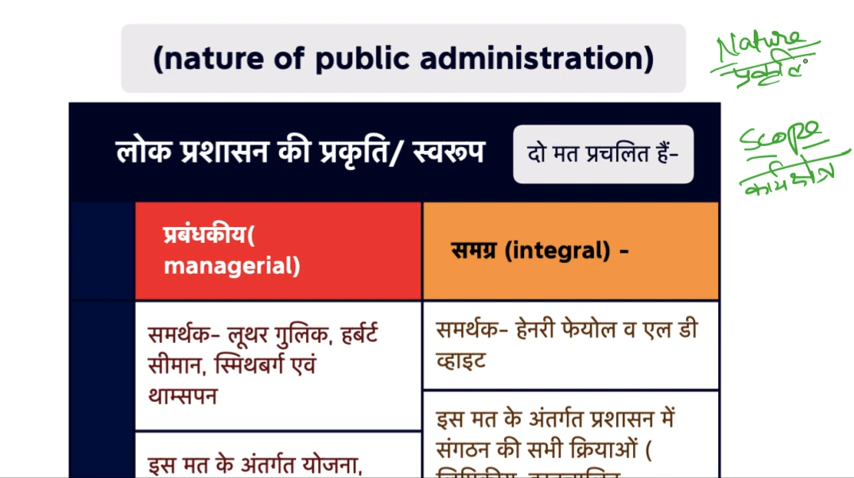 (nature of public administration)
Nature
प्रकृति
लोक प्रशासन की प्रकृति/ स्वरूप
दो मत प्रचलित हैं-
Scope
कार्यक्षेत्र
प्रबंधकीय(
managerial)
समग्र (integral) -
समर्थक- लूथर गुलिक, हर्बर्ट
सीमान, स्मिथबर्ग एवं
थाम्सपन
समर्थक- हेनरी फेयोल व एल डी
व्हाइट
इस मत के अंतर्गत योजना,
इस मत के अंतर्गत प्रशासन में
संगठन की सभी क्रियाओं (